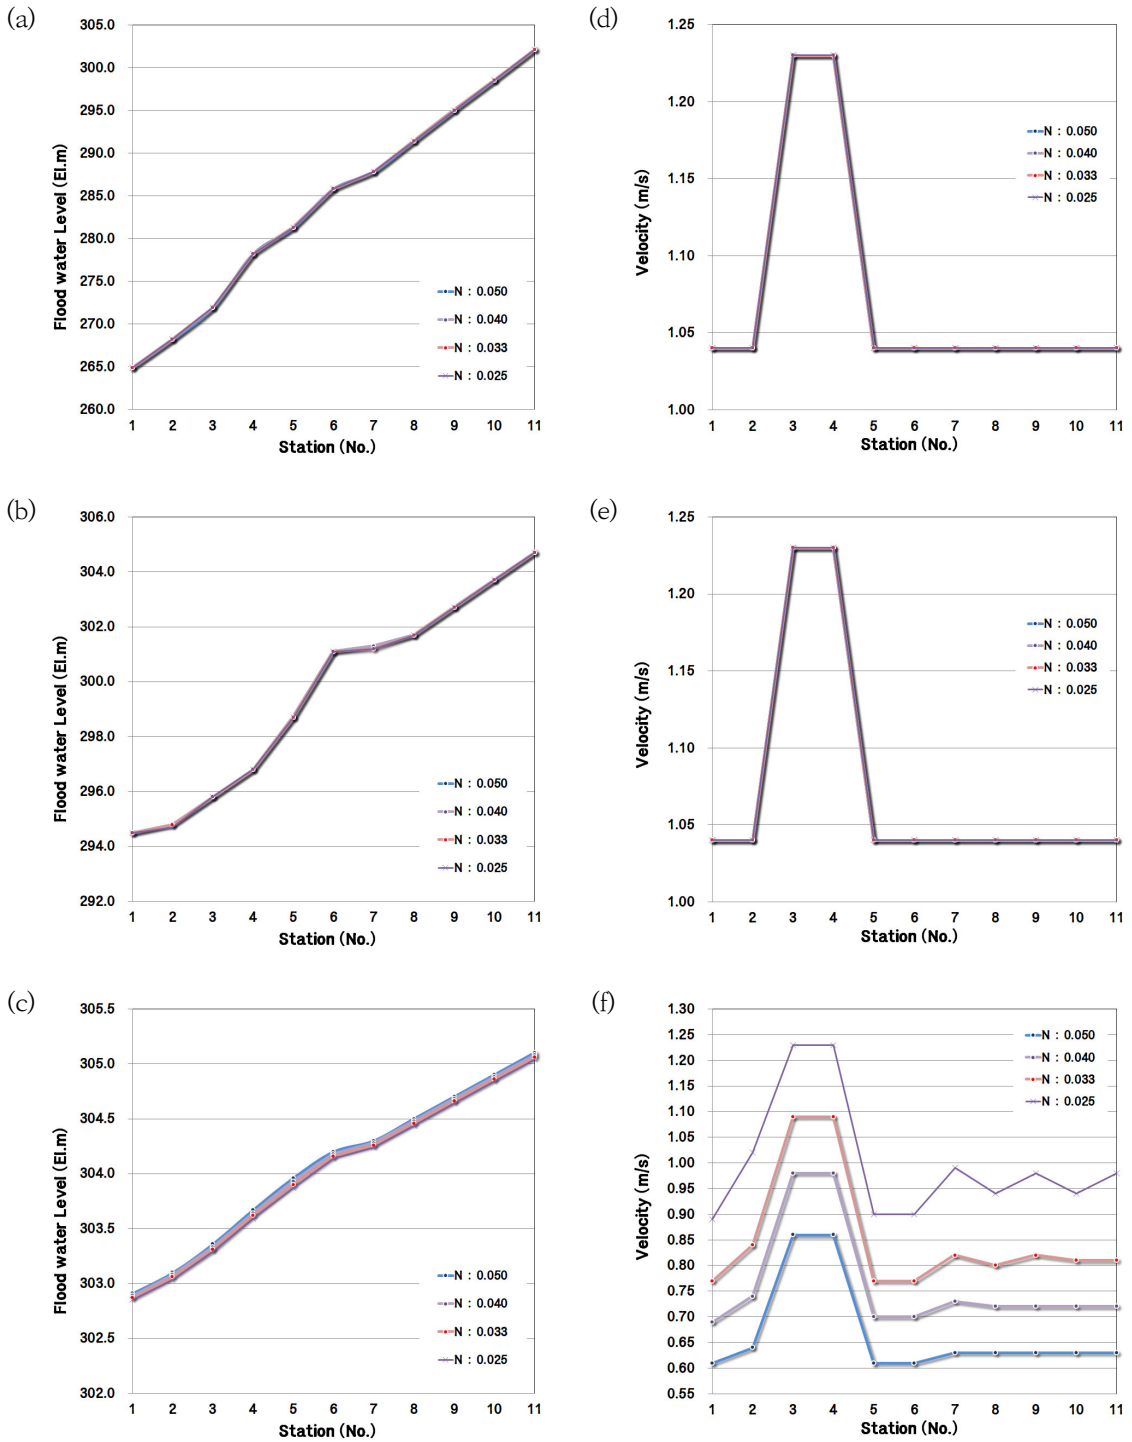 (a)
Flood water Level (El.m)
305.0
300.0
295.0
290.0
285.0
280.0
275.0
270.0
265.0
260.0
N : 0.050
N : 0.040
N : 0.033
N : 0.025
1 2 3 4 5 6 7 8 9 10 11
Station (No.)
(d)
Velocity (m/s)
1.25
1.20
1.15
1.10
1.05
1.00
N : 0.050
N : 0.040
N : 0.033
N : 0.025
1 2 3 4 5 6 7 8 9 10 11
Station (No.)
(b)
Flood water Level (El.m)
306.0
304.0
302.0
300.0
298.0
296.0
294.0
292.0
N : 0.050
N : 0.040
N : 0.033
N : 0.025
1 2 3 4 5 6 7 8 9 10 11
Station (No.)
(e)
Velocity (m/s)
1.25
1.20
1.15
1.10
1.05
1.00
N : 0.050
N : 0.040
N : 0.033
N : 0.025
1 2 3 4 5 6 7 8 9 10 11
Station (No.)
(c)
Flood water Level (El.m)
305.5
305.0
304.5
304.0
303.5
303.0
302.5
302.0
N : 0.050
N : 0.040
N : 0.033
N : 0.025
1 2 3 4 5 6 7 8 9 10 11
Station (No.)
(f)
Velocity (m/s)
1.30
1.25
1.20
1.15
1.10
1.05
1.00
0.95
0.90
0.85
0.80
0.75
0.70
0.65
0.60
0.55
N : 0.050
N : 0.040
N : 0.033
N : 0.025
1 2 3 4 5 6 7 8 9 10 11
Station (No.)